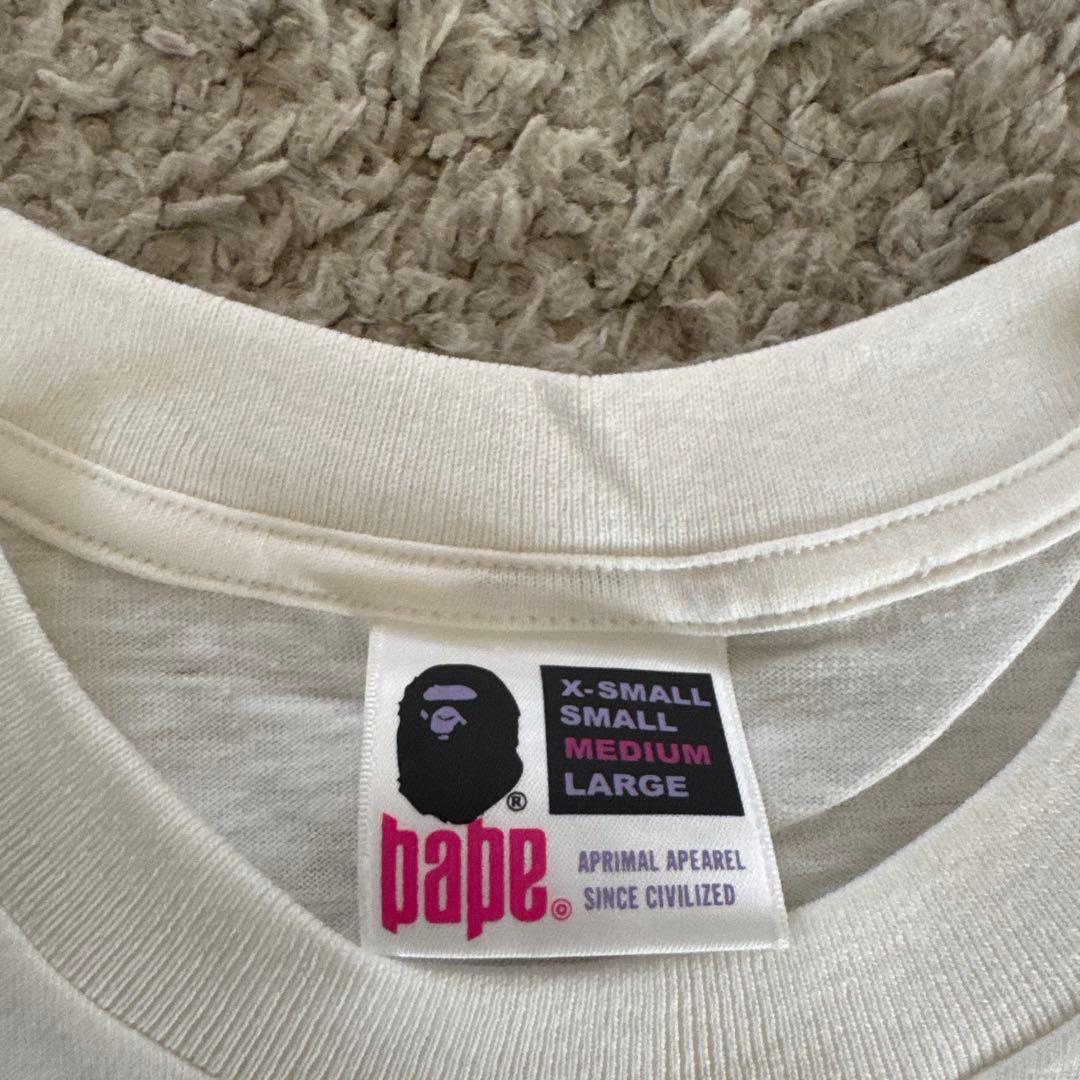 X-SMALL
SMALL
MEDIUM
LARGE
®
bape.©
APRIMAL APEAREL
SINCE CIVILIZED